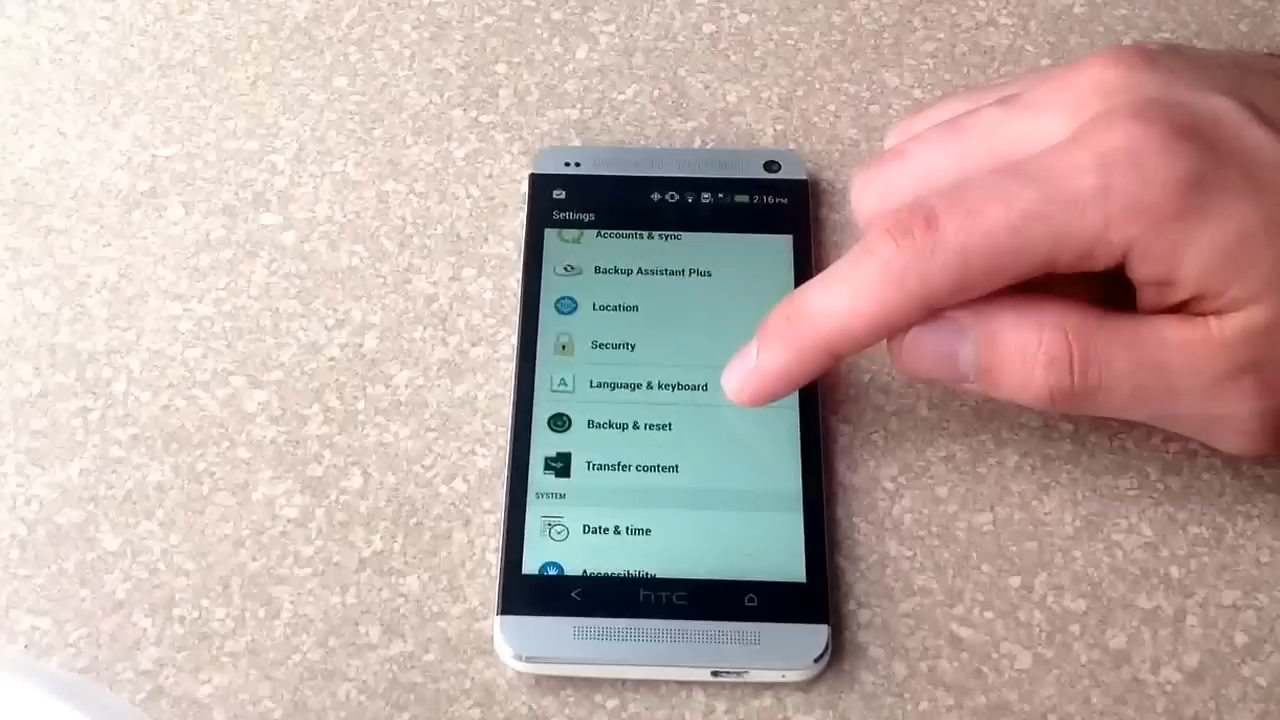 2:16 PM
Settings
Accounts & sync
Backup Assistant Plus
Location
Security
A
Language & keyboard
Backup & reset
Transfer content
SYSTEM
Date & time
Accessibility
hTC